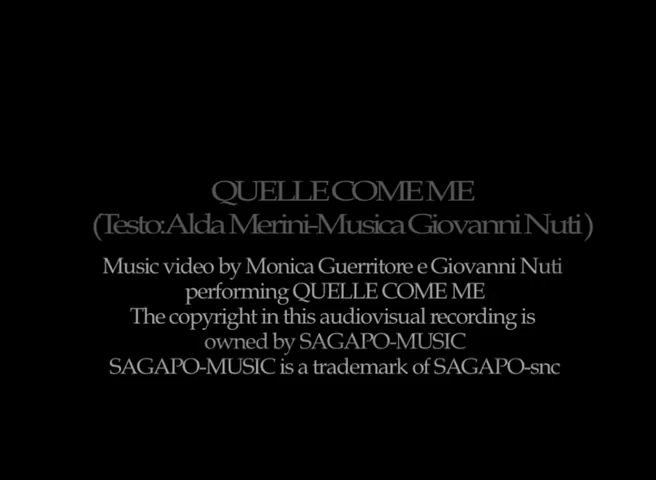 QUELLE COME ME
(Testo:Alda Merini-Musica Giovanni Nuti)
Music video by Monica Guerritore e Giovanni Nuti
performing QUELLE COME ME
The copyright in this audiovisual recording is
owned by SAGAPO-MUSIC
SAGAPO-MUSIC is a trademark of SAGAPO-snc